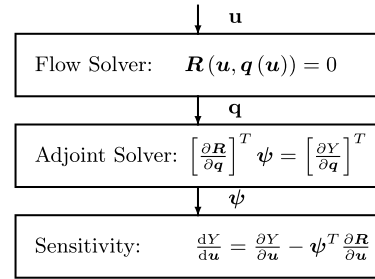 u
Flow Solver: R (u, q (u)) = 0
q
Adjoint Solver: [∂R/∂q]^T ψ = [∂Y/∂q]^T
ψ
Sensitivity: dY/du = ∂Y/∂u − ψ^T ∂R/∂u